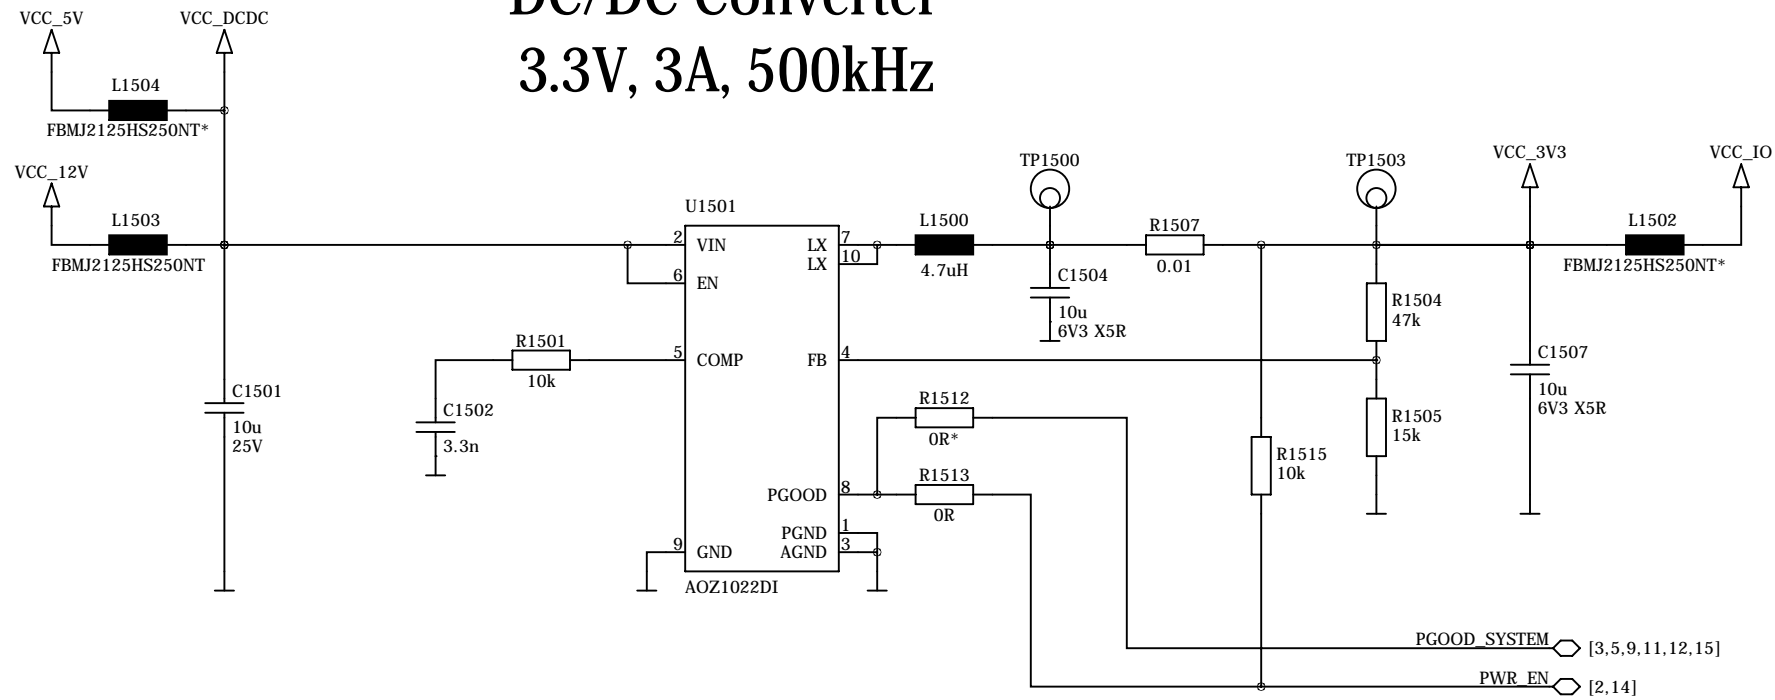 DC/DC Converter
3.3V, 3A, 500kHz
VCC_5V
VCC_DCDC
L1504
FBMJ2125HS250NT*
VCC_12V
L1503
FBMJ2125HS250NT
C1501
10u
25V
R1501
10k
C1502
3.3n
U1501
2
VIN
6
EN
5
COMP
9
GND
LX
7
LX
10
FB
4
PGOOD
8
PGND
1
AGND
3
AOZ1022DI
L1500
4.7uH
TP1500
C1504
10u
6V3 X5R
R1507
0.01
TP1503
R1504
47k
R1505
15k
R1512
0R*
R1513
0R
R1515
10k
VCC_3V3
C1507
10u
6V3 X5R
VCC_IO
L1502
FBMJ2125HS250NT*
PGOOD_SYSTEM
[3,5,9,11,12,15]
PWR_EN
[2,14]